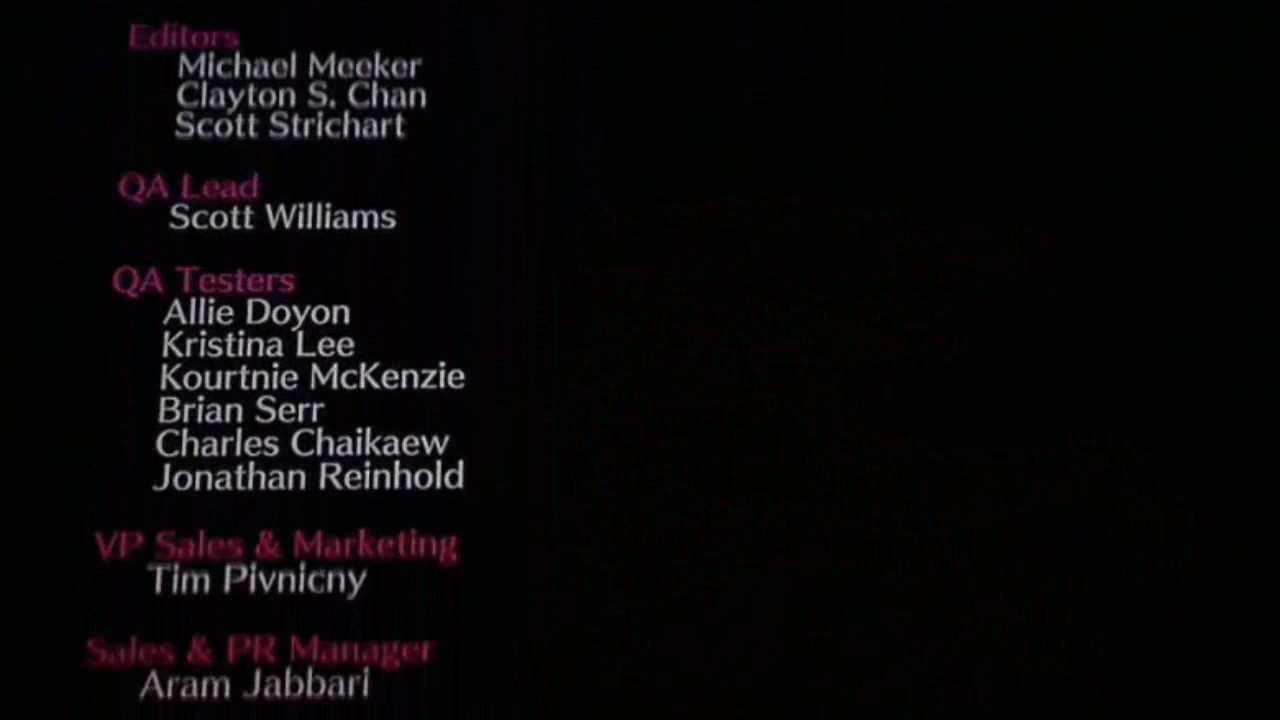 Editors
Michael Meeker
Clayton S. Chan
Scott Strichart
QA Lead
Scott Williams
QA Testers
Allie Doyon
Kristina Lee
Kourtnie McKenzie
Brian Serr
Charles Chaikaew
Jonathan Reinhold
VP Sales & Marketing
Tim Pivnicny
Sales & PR Manager
Aram Jabbari